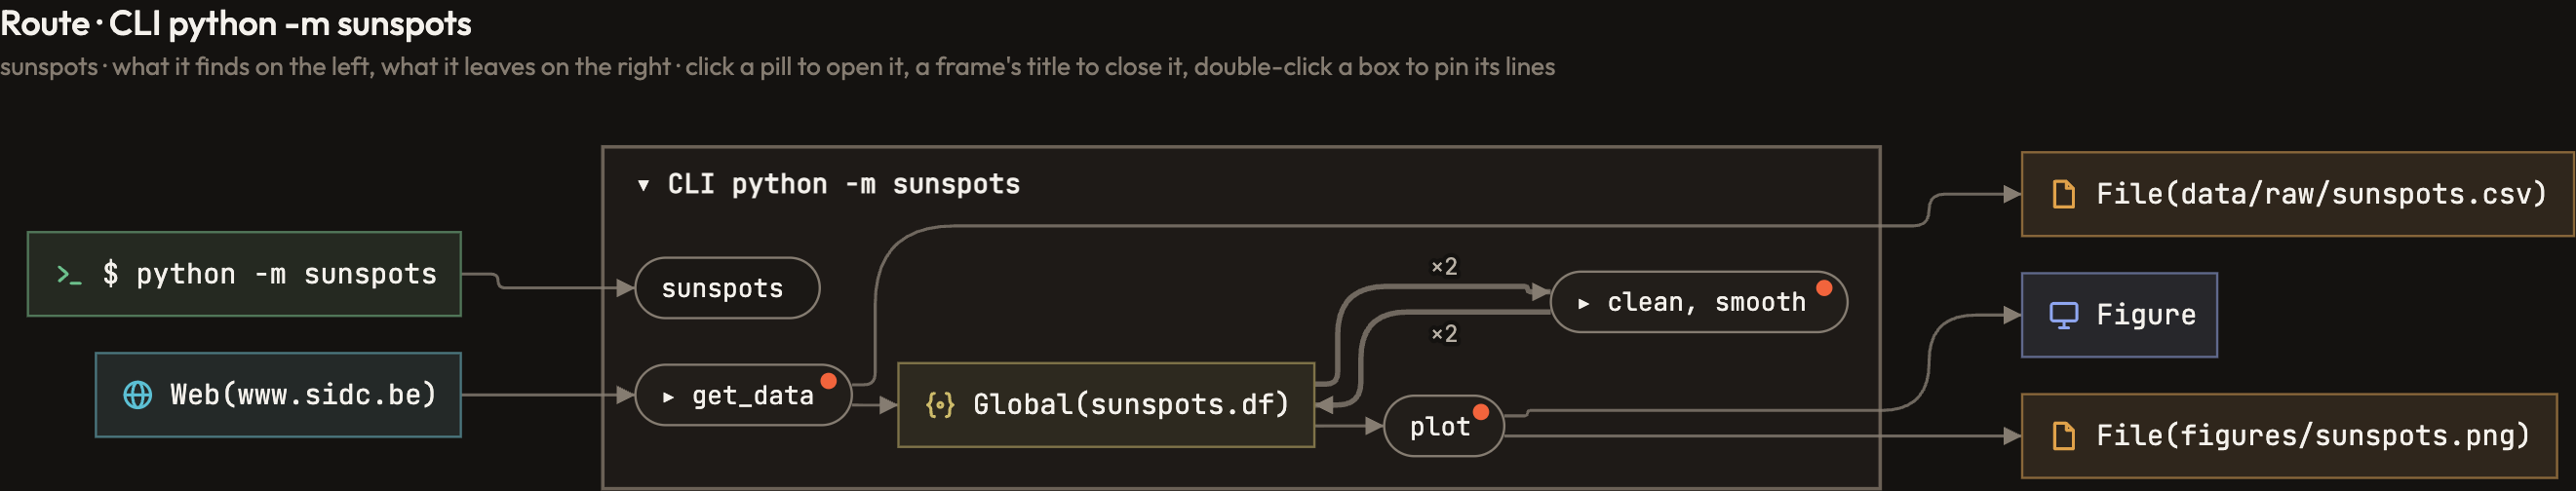 Route · CLI python -m sunspots
sunspots · what it finds on the left, what it leaves on the right · click a pill to open it, a frame's title to close it, double-click a box to pin its lines
▼ CLI python -m sunspots
File(data/raw/sunspots.csv)
$ python -m sunspots
sunspots
×2
▶ clean, smooth
×2
Figure
Web(www.sidc.be)
▶ get_data
Global(sunspots.df)
plot
File(figures/sunspots.png)